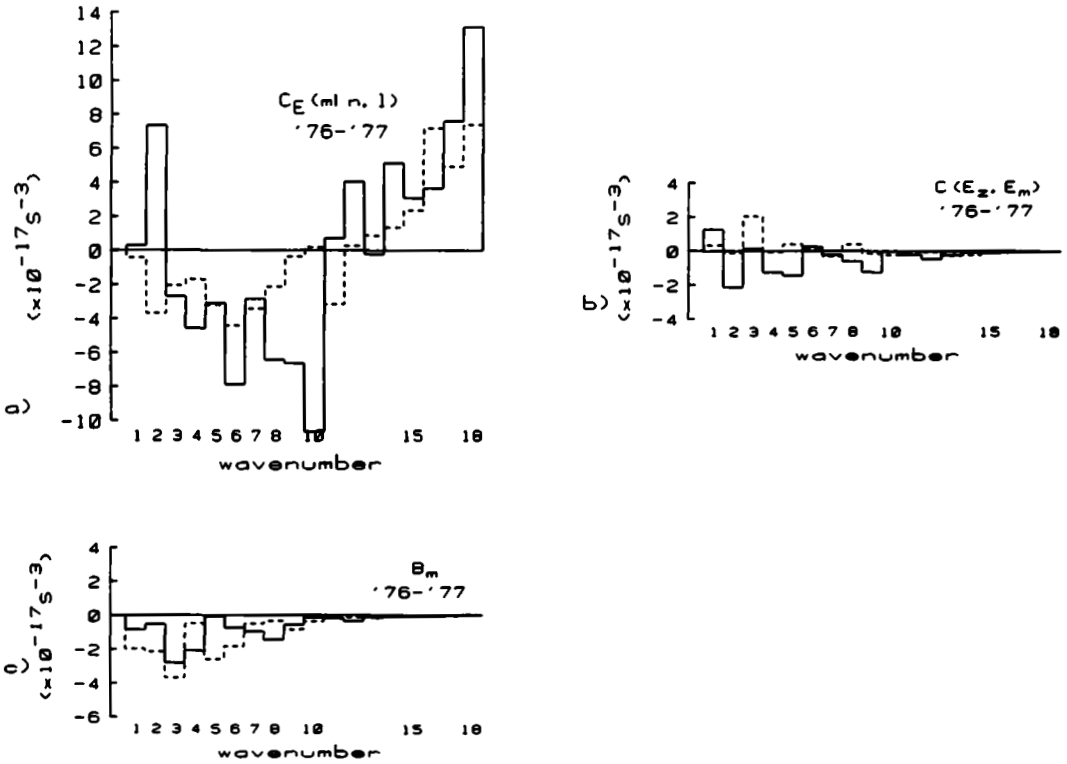 14
12
10
8
6
4
2
0
-2
-4
-6
-8
-10
a)
(x10⁻¹⁷s⁻³)
C_E (m|n,l)
'76-'77
1 2 3 4 5 6 7 8 10 15 18
wavenumber
4
2
0
-2
-4
b)
(x10⁻¹⁷s⁻³)
C(E_z, E_m)
'76-'77
1 2 3 4 5 6 7 8 10 15 18
wavenumber
4
2
0
-2
-4
-6
c)
(x10⁻¹⁷s⁻³)
B_m
'76-'77
1 2 3 4 5 6 7 8 10 15 18
wavenumber